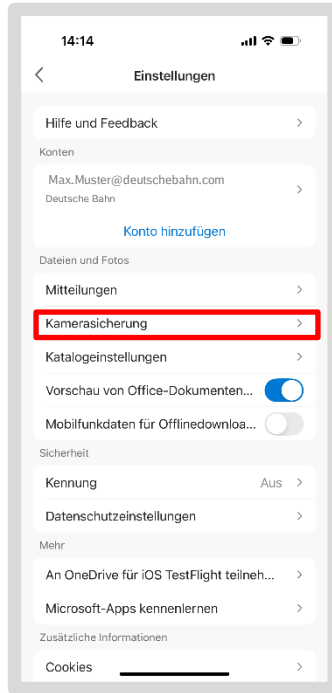 14:14
Einstellungen
Hilfe und Feedback
Konten
Max.Muster@deutschebahn.com
Deutsche Bahn
Konto hinzufügen
Dateien und Fotos
Mitteilungen
Kamerasicherung
Katalogeinstellungen
Vorschau von Office-Dokumenten...
Mobilfunkdaten für Offlinedownloa...
Sicherheit
Kennung Aus
Datenschutzeinstellungen
Mehr
An OneDrive für iOS TestFlight teilneh...
Microsoft-Apps kennenlernen
Zusätzliche Informationen
Cookies